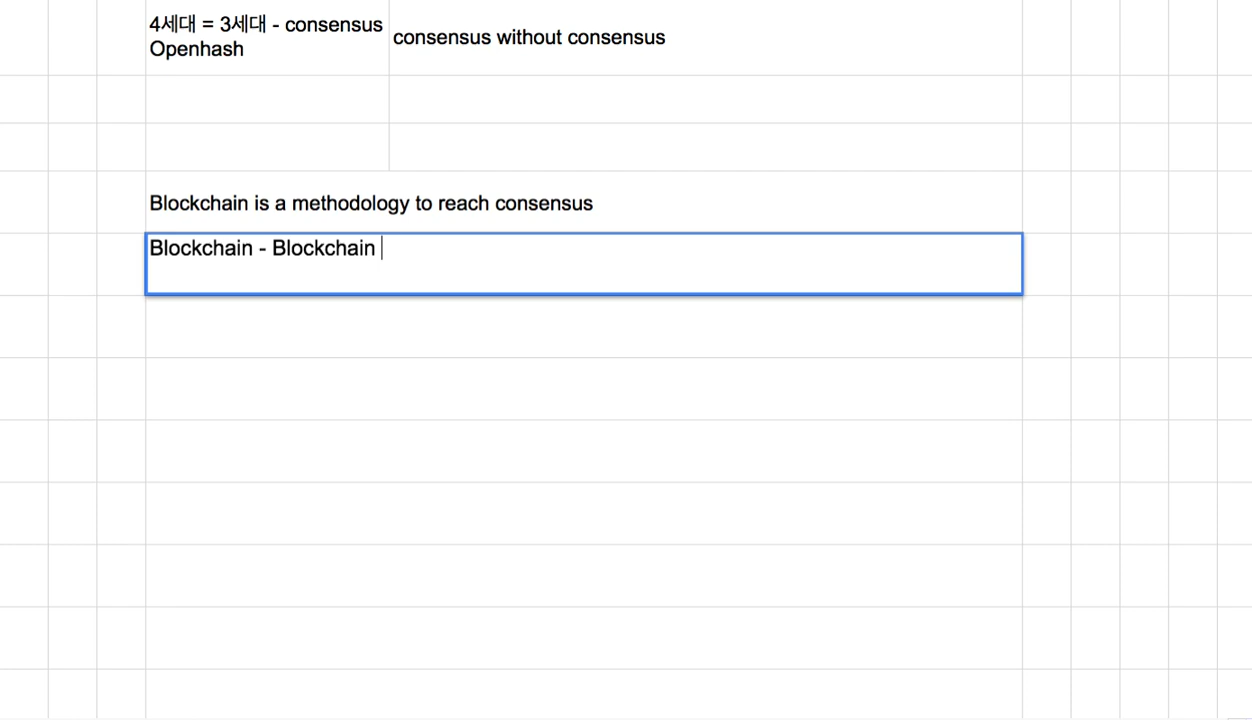 4세대 = 3세대 - consensus
Openhash
consensus without consensus
Blockchain is a methodology to reach consensus
Blockchain - Blockchain